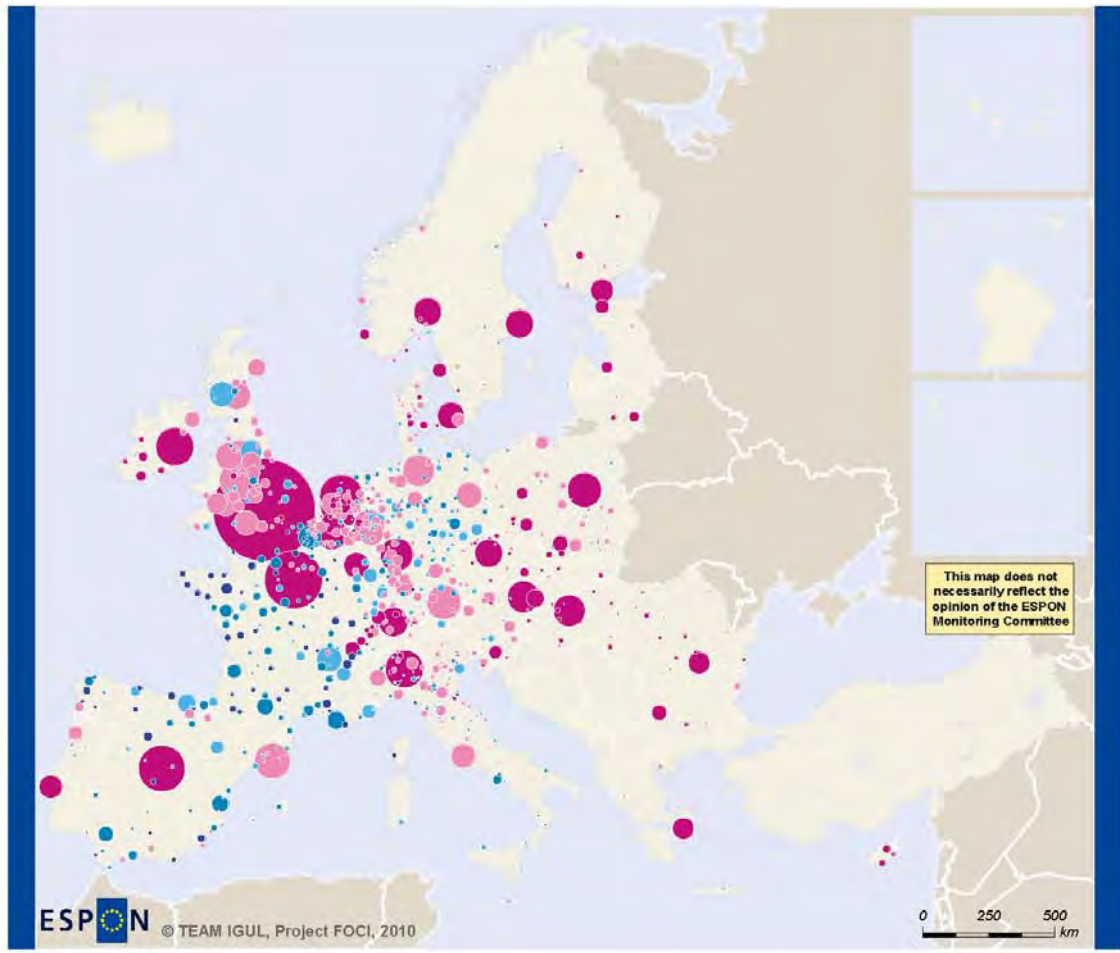 This map does not
necessarily reflect the
opinion of the ESPON
Monitoring Committee
ESPON
© TEAM IGUL, Project FOCI, 2010
0 250 500
km